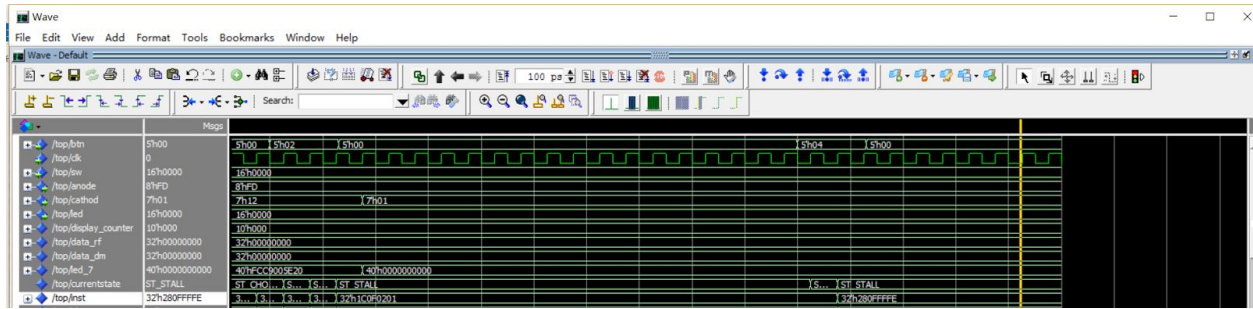 Wave
File Edit View Add Format Tools Bookmarks Window Help
Wave - Default
100 ps
Search:
Msgs
/top/btn 5'h00 5'h00 5'h02 5'h00 5'h04 5'h00
/top/clk 0
/top/sw 16'h0000 16'h0000
/top/anode 8'hFD 8'hFD
/top/cathod 7'h01 7'h12 7'h01
/top/led 16'h0000 16'h0000
/top/display_counter 10'h000 10'h000
/top/data_rf 32'h00000000 32'h00000000
/top/data_dm 32'h00000000 32'h00000000
/top/led_7 40'h0000000000 40'hFCC9005E20 40'h0000000000
/top/currentstate ST_STALL ST_CHO... S... S... ST_STALL S... ST_STALL
/top/inst 32'h280FFFFE 3... 3... 3... 3... 32'h1C0F0201 32'h280FFFFE